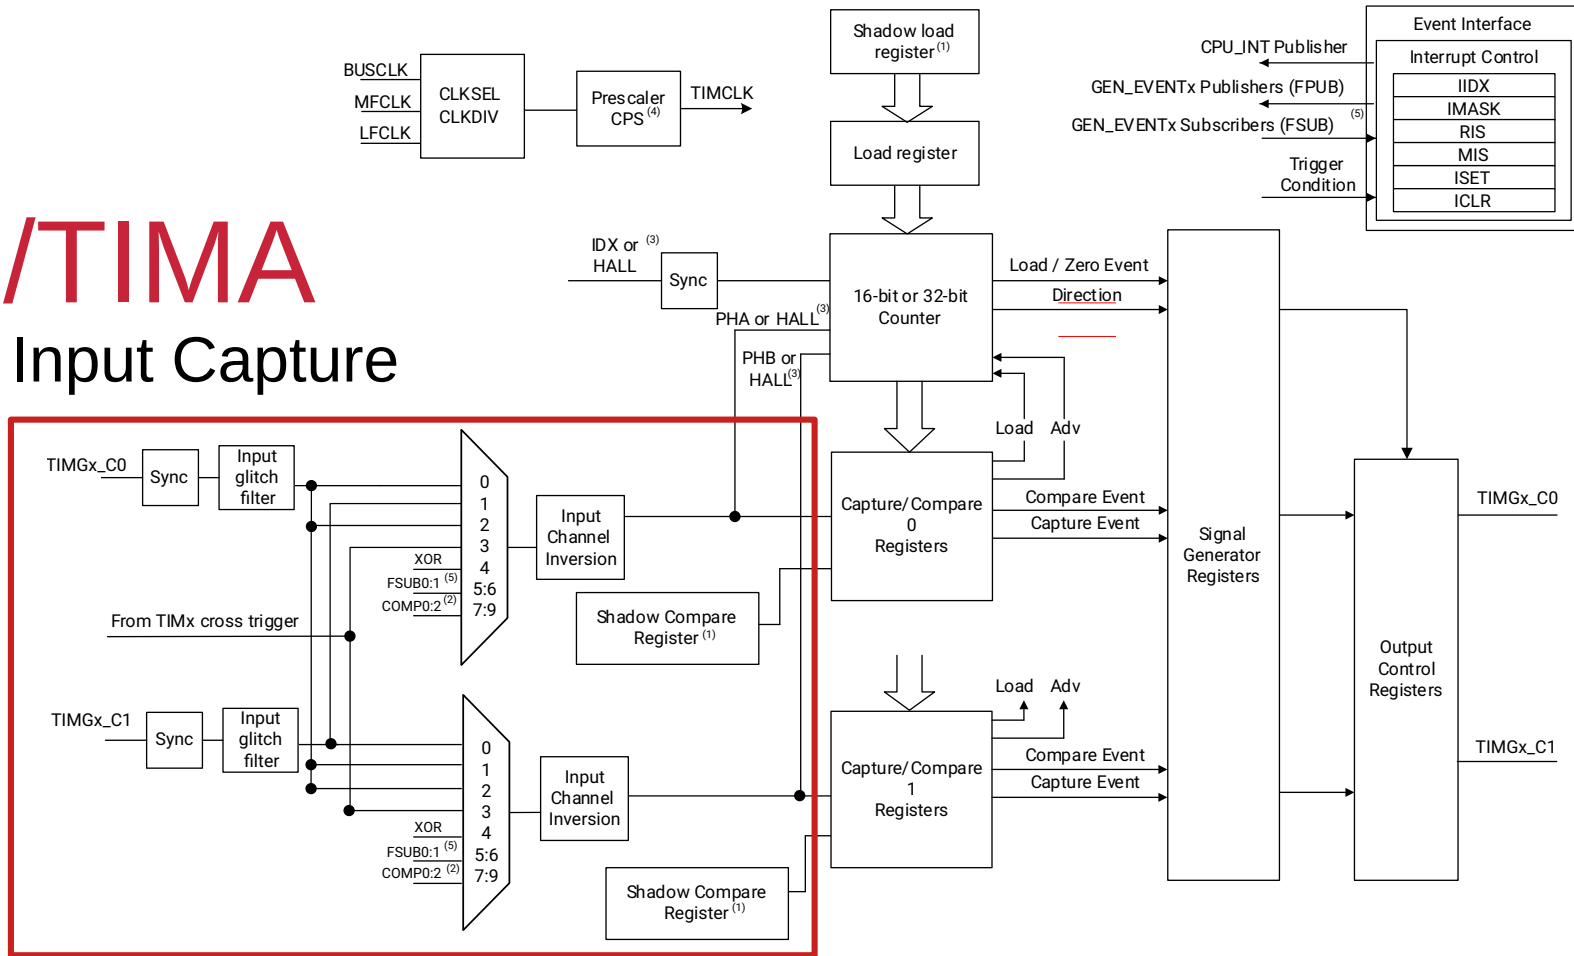 Shadow load
register (1)
Event Interface
Interrupt Control
IIDX
IMASK
RIS
MIS
ISET
ICLR
CPU_INT Publisher
GEN_EVENTx Publishers (FPUB)
GEN_EVENTx Subscribers (FSUB) (5)
Trigger
Condition
BUSCLK
MFCLK
LFCLK
CLKSEL
CLKDIV
Prescaler
CPS (4)
TIMCLK
Load register
/TIMA
Input Capture
IDX or (3)
HALL
Sync
PHA or HALL (3)
PHB or
HALL (3)
16-bit or 32-bit
Counter
Load / Zero Event
Direction
Load
Adv
TIMGx_C0
Sync
Input
glitch
filter
0
1
2
3
4
5:6
7:9
XOR
FSUB0:1 (5)
COMP0:2 (2)
Input
Channel
Inversion
Shadow Compare
Register (1)
From TIMx cross trigger
Capture/Compare
0
Registers
Compare Event
Capture Event
Signal
Generator
Registers
Output
Control
Registers
TIMGx_C0
TIMGx_C1
TIMGx_C1
Sync
Input
glitch
filter
0
1
2
3
4
5:6
7:9
XOR
FSUB0:1 (5)
COMP0:2 (2)
Input
Channel
Inversion
Shadow Compare
Register (1)
Load
Adv
Capture/Compare
1
Registers
Compare Event
Capture Event